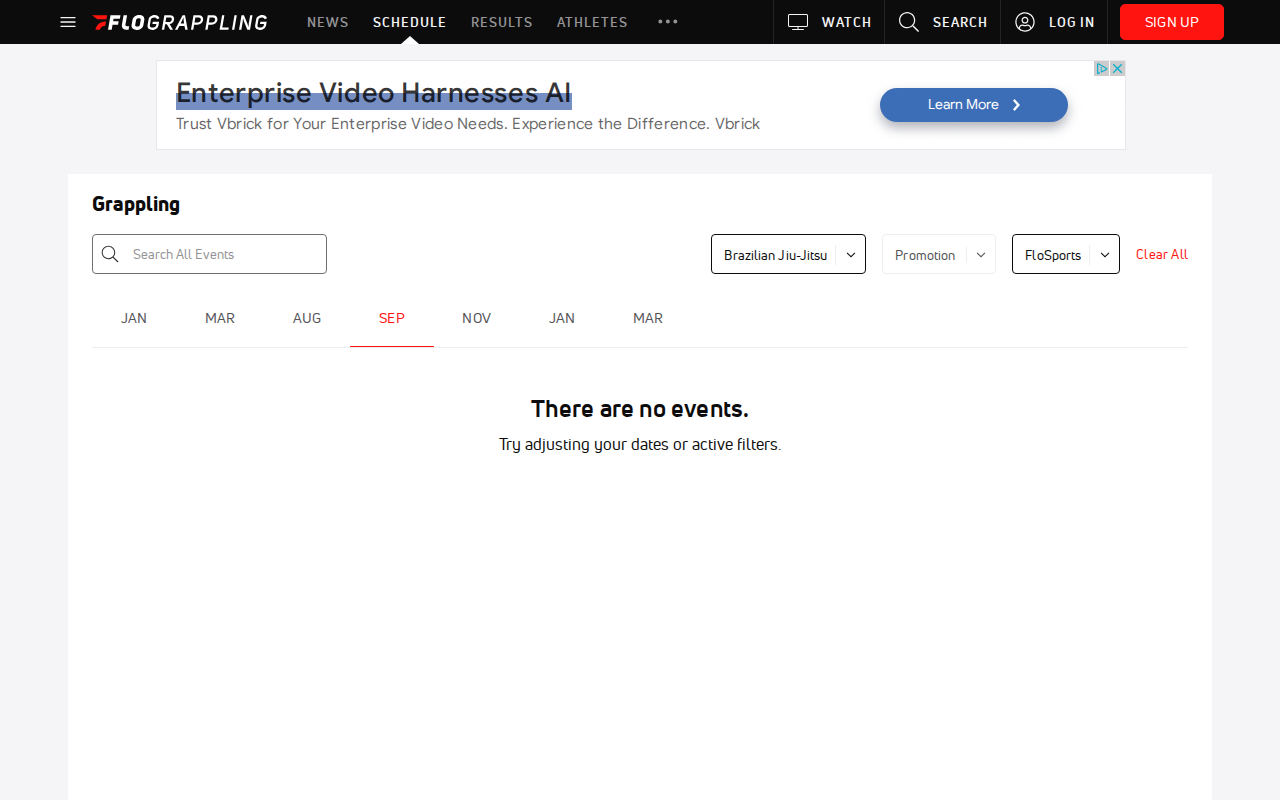 FLOGRAPPLING NEWS SCHEDULE RESULTS ATHLETES WATCH SEARCH LOG IN SIGN UP
Enterprise Video Harnesses AI
Trust Vbrick for Your Enterprise Video Needs. Experience the Difference. Vbrick
Learn More
Grappling
Search All Events
Brazilian Jiu-Jitsu Promotion FloSports Clear All
JAN MAR AUG SEP NOV JAN MAR
There are no events.
Try adjusting your dates or active filters.